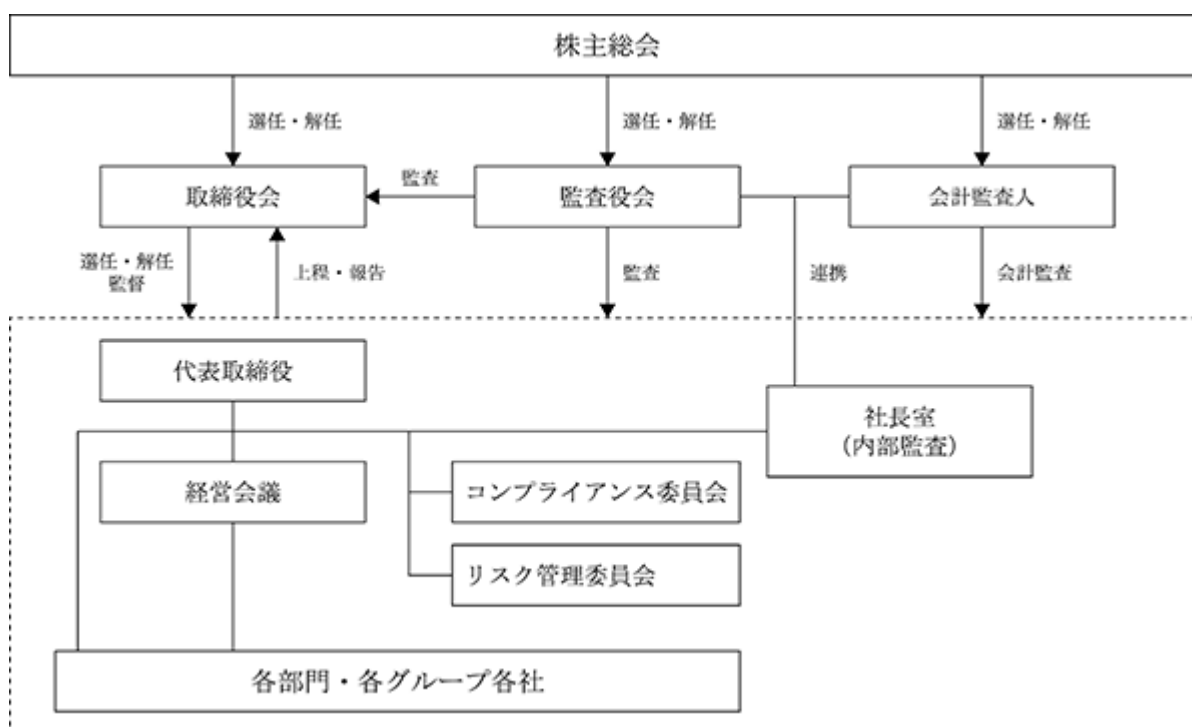 株主総会
選任・解任
選任・解任
選任・解任
取締役会
監査
監査役会
会計監査人
選任・解任
監督
上程・報告
監査
連携
会計監査
代表取締役
社長室
（内部監査）
経営会議
コンプライアンス委員会
リスク管理委員会
各部門・各グループ各社